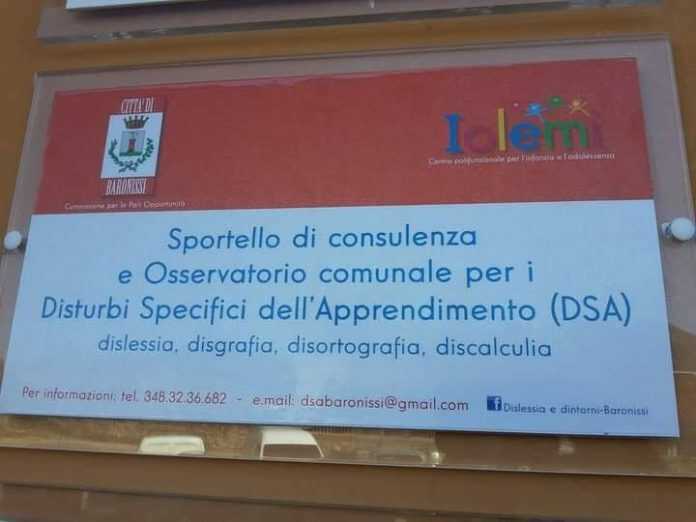 CITTA' DI
BARONISSI
Commissione per le Pari Opportunità
Iolemi
Centro polifunzionale per l'infanzia e l'adolescenza
Sportello di consulenza
e Osservatorio comunale per i
Disturbi Specifici dell'Apprendimento (DSA)
dislessia, disgrafia, disortografia, discalculia
Per informazioni: tel. 348.32.36.682 - e.mail: dsabaronissi@gmail.com
Dislessia e dintorni-Baronissi